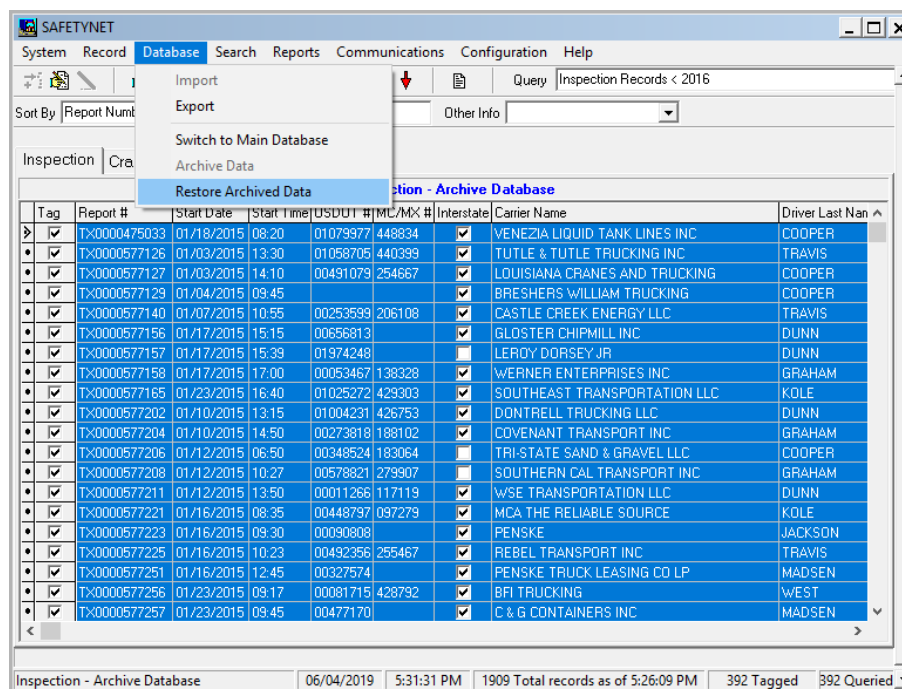 SAFETYNET
System Record Database Search Reports Communications Configuration Help
Import
Export
Switch to Main Database
Archive Data
Restore Archived Data
Query Inspection Records < 2016
Sort By Report Numb Other Info
Inspection Cra
ction - Archive Database
Tag Report # Start Date Start Time USDOT # MC/MX # Interstate Carrier Name Driver Last Nan
TX0000475033 01/18/2015 08:20 01079977 448834 VENEZIA LIQUID TANK LINES INC COOPER
TX0000577126 01/03/2015 13:30 01058705 440399 TUTLE & TUTLE TRUCKING INC TRAVIS
TX0000577127 01/03/2015 14:10 00491079 254667 LOUISIANA CRANES AND TRUCKING COOPER
TX0000577129 01/04/2015 09:45 BRESHERS WILLIAM TRUCKING COOPER
TX0000577140 01/07/2015 10:55 00253599 206108 CASTLE CREEK ENERGY LLC TRAVIS
TX0000577156 01/17/2015 15:15 00656813 GLOSTER CHIPMILL INC DUNN
TX0000577157 01/17/2015 15:39 01974248 LEROY DORSEY JR DUNN
TX0000577158 01/17/2015 17:00 00053467 138328 WERNER ENTERPRISES INC GRAHAM
TX0000577165 01/23/2015 16:40 01025272 429303 SOUTHEAST TRANSPORTATION LLC KOLE
TX0000577202 01/10/2015 13:15 01004231 426753 DONTRELL TRUCKING LLC DUNN
TX0000577204 01/10/2015 14:50 00273818 188102 COVENANT TRANSPORT INC GRAHAM
TX0000577206 01/12/2015 06:50 00348524 183064 TRI-STATE SAND & GRAVEL LLC COOPER
TX0000577208 01/12/2015 10:27 00578821 279907 SOUTHERN CAL TRANSPORT INC GRAHAM
TX0000577211 01/12/2015 13:50 00011266 117119 WSE TRANSPORTATION LLC DUNN
TX0000577221 01/16/2015 08:35 00448797 097279 MCA THE RELIABLE SOURCE KOLE
TX0000577223 01/16/2015 09:30 00090808 PENSKE JACKSON
TX0000577225 01/16/2015 10:23 00492356 255467 REBEL TRANSPORT INC TRAVIS
TX0000577251 01/16/2015 12:45 00327574 PENSKE TRUCK LEASING CO LP MADSEN
TX0000577256 01/23/2015 09:17 00081715 428792 BFI TRUCKING WEST
TX0000577257 01/23/2015 09:45 00477170 C & G CONTAINERS INC MADSEN
Inspection - Archive Database 06/04/2019 5:31:31 PM 1909 Total records as of 5:26:09 PM 392 Tagged 392 Queried